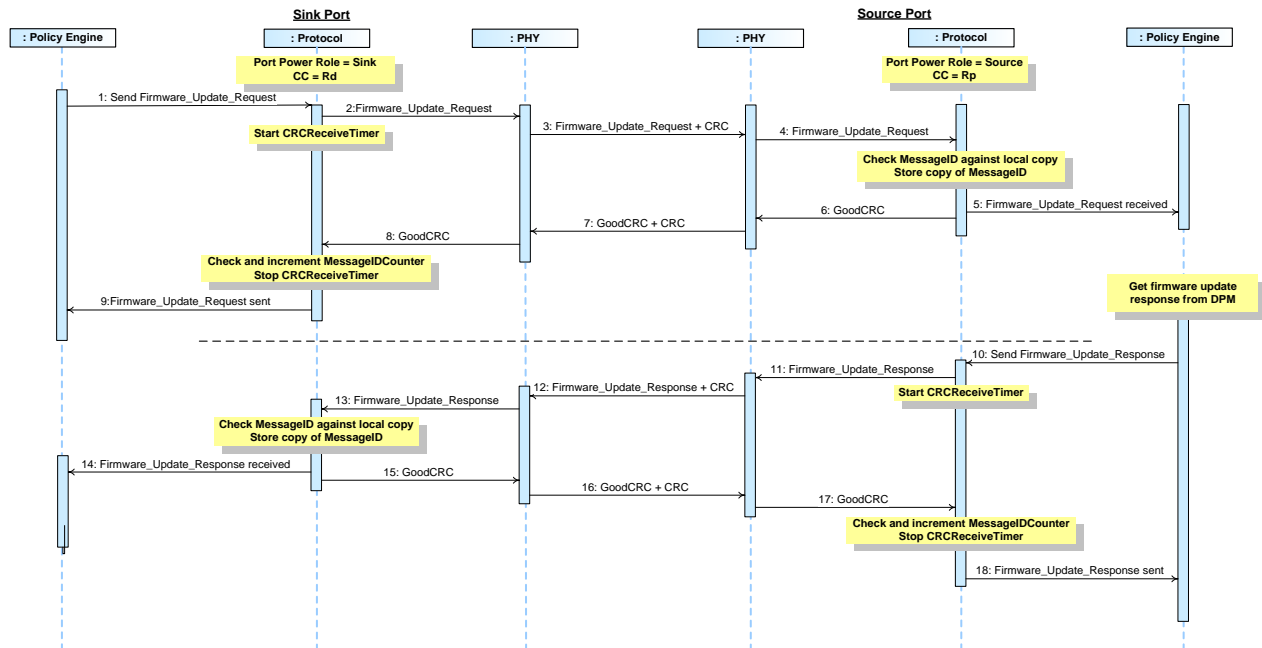 Sink Port
Source Port
: Policy Engine
: Protocol
: PHY
: PHY
: Protocol
: Policy Engine
Port Power Role = Sink
CC = Rd
Port Power Role = Source
CC = Rp
1: Send Firmware_Update_Request
2:Firmware_Update_Request
Start CRCReceiveTimer
3: Firmware_Update_Request + CRC
4: Firmware_Update_Request
Check MessageID against local copy
Store copy of MessageID
5: Firmware_Update_Request received
6: GoodCRC
7: GoodCRC + CRC
8: GoodCRC
Check and increment MessageIDCounter
Stop CRCReceiveTimer
9:Firmware_Update_Request sent
Get firmware update
response from DPM
10: Send Firmware_Update_Response
11: Firmware_Update_Response
Start CRCReceiveTimer
12: Firmware_Update_Response + CRC
13: Firmware_Update_Response
Check MessageID against local copy
Store copy of MessageID
14: Firmware_Update_Response received
15: GoodCRC
16: GoodCRC + CRC
17: GoodCRC
Check and increment MessageIDCounter
Stop CRCReceiveTimer
18: Firmware_Update_Response sent